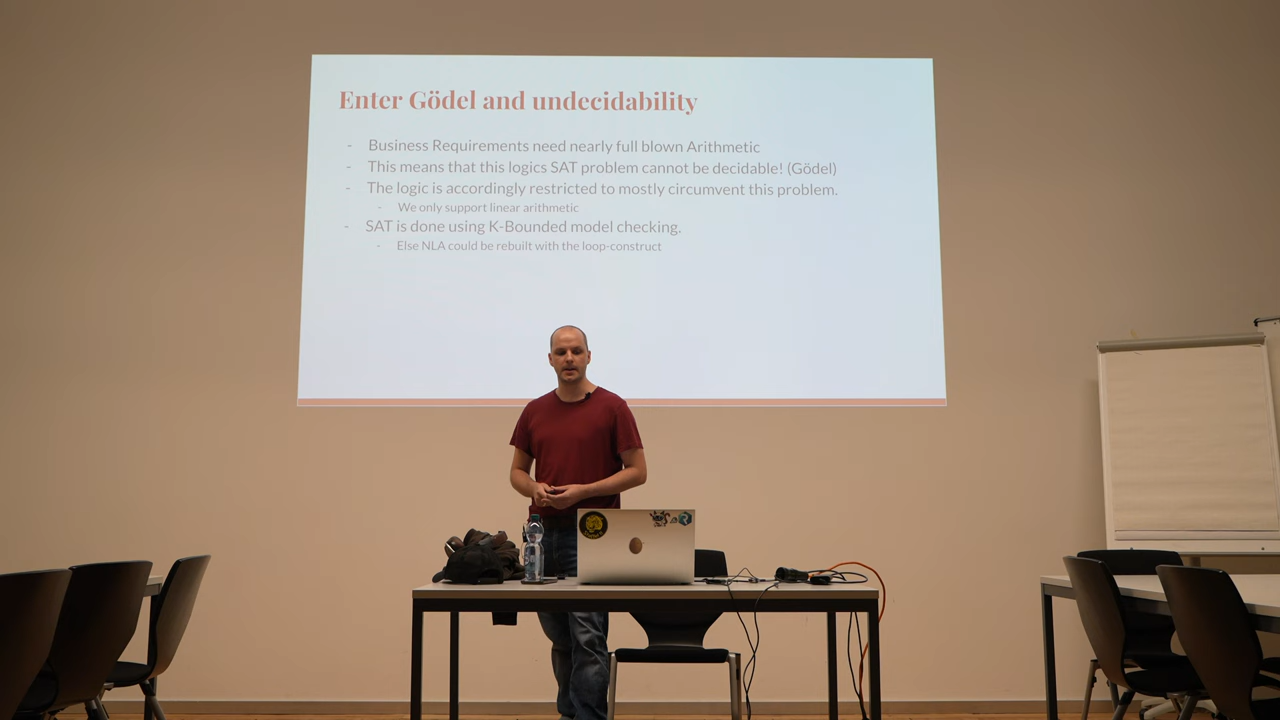 Enter Gödel and undecidability
- Business Requirements need nearly full blown Arithmetic
- This means that this logics SAT problem cannot be decidable! (Gödel)
- The logic is accordingly restricted to mostly circumvent this problem.
- We only support linear arithmetic
- SAT is done using K-Bounded model checking.
- Else NLA could be rebuilt with the loop-construct